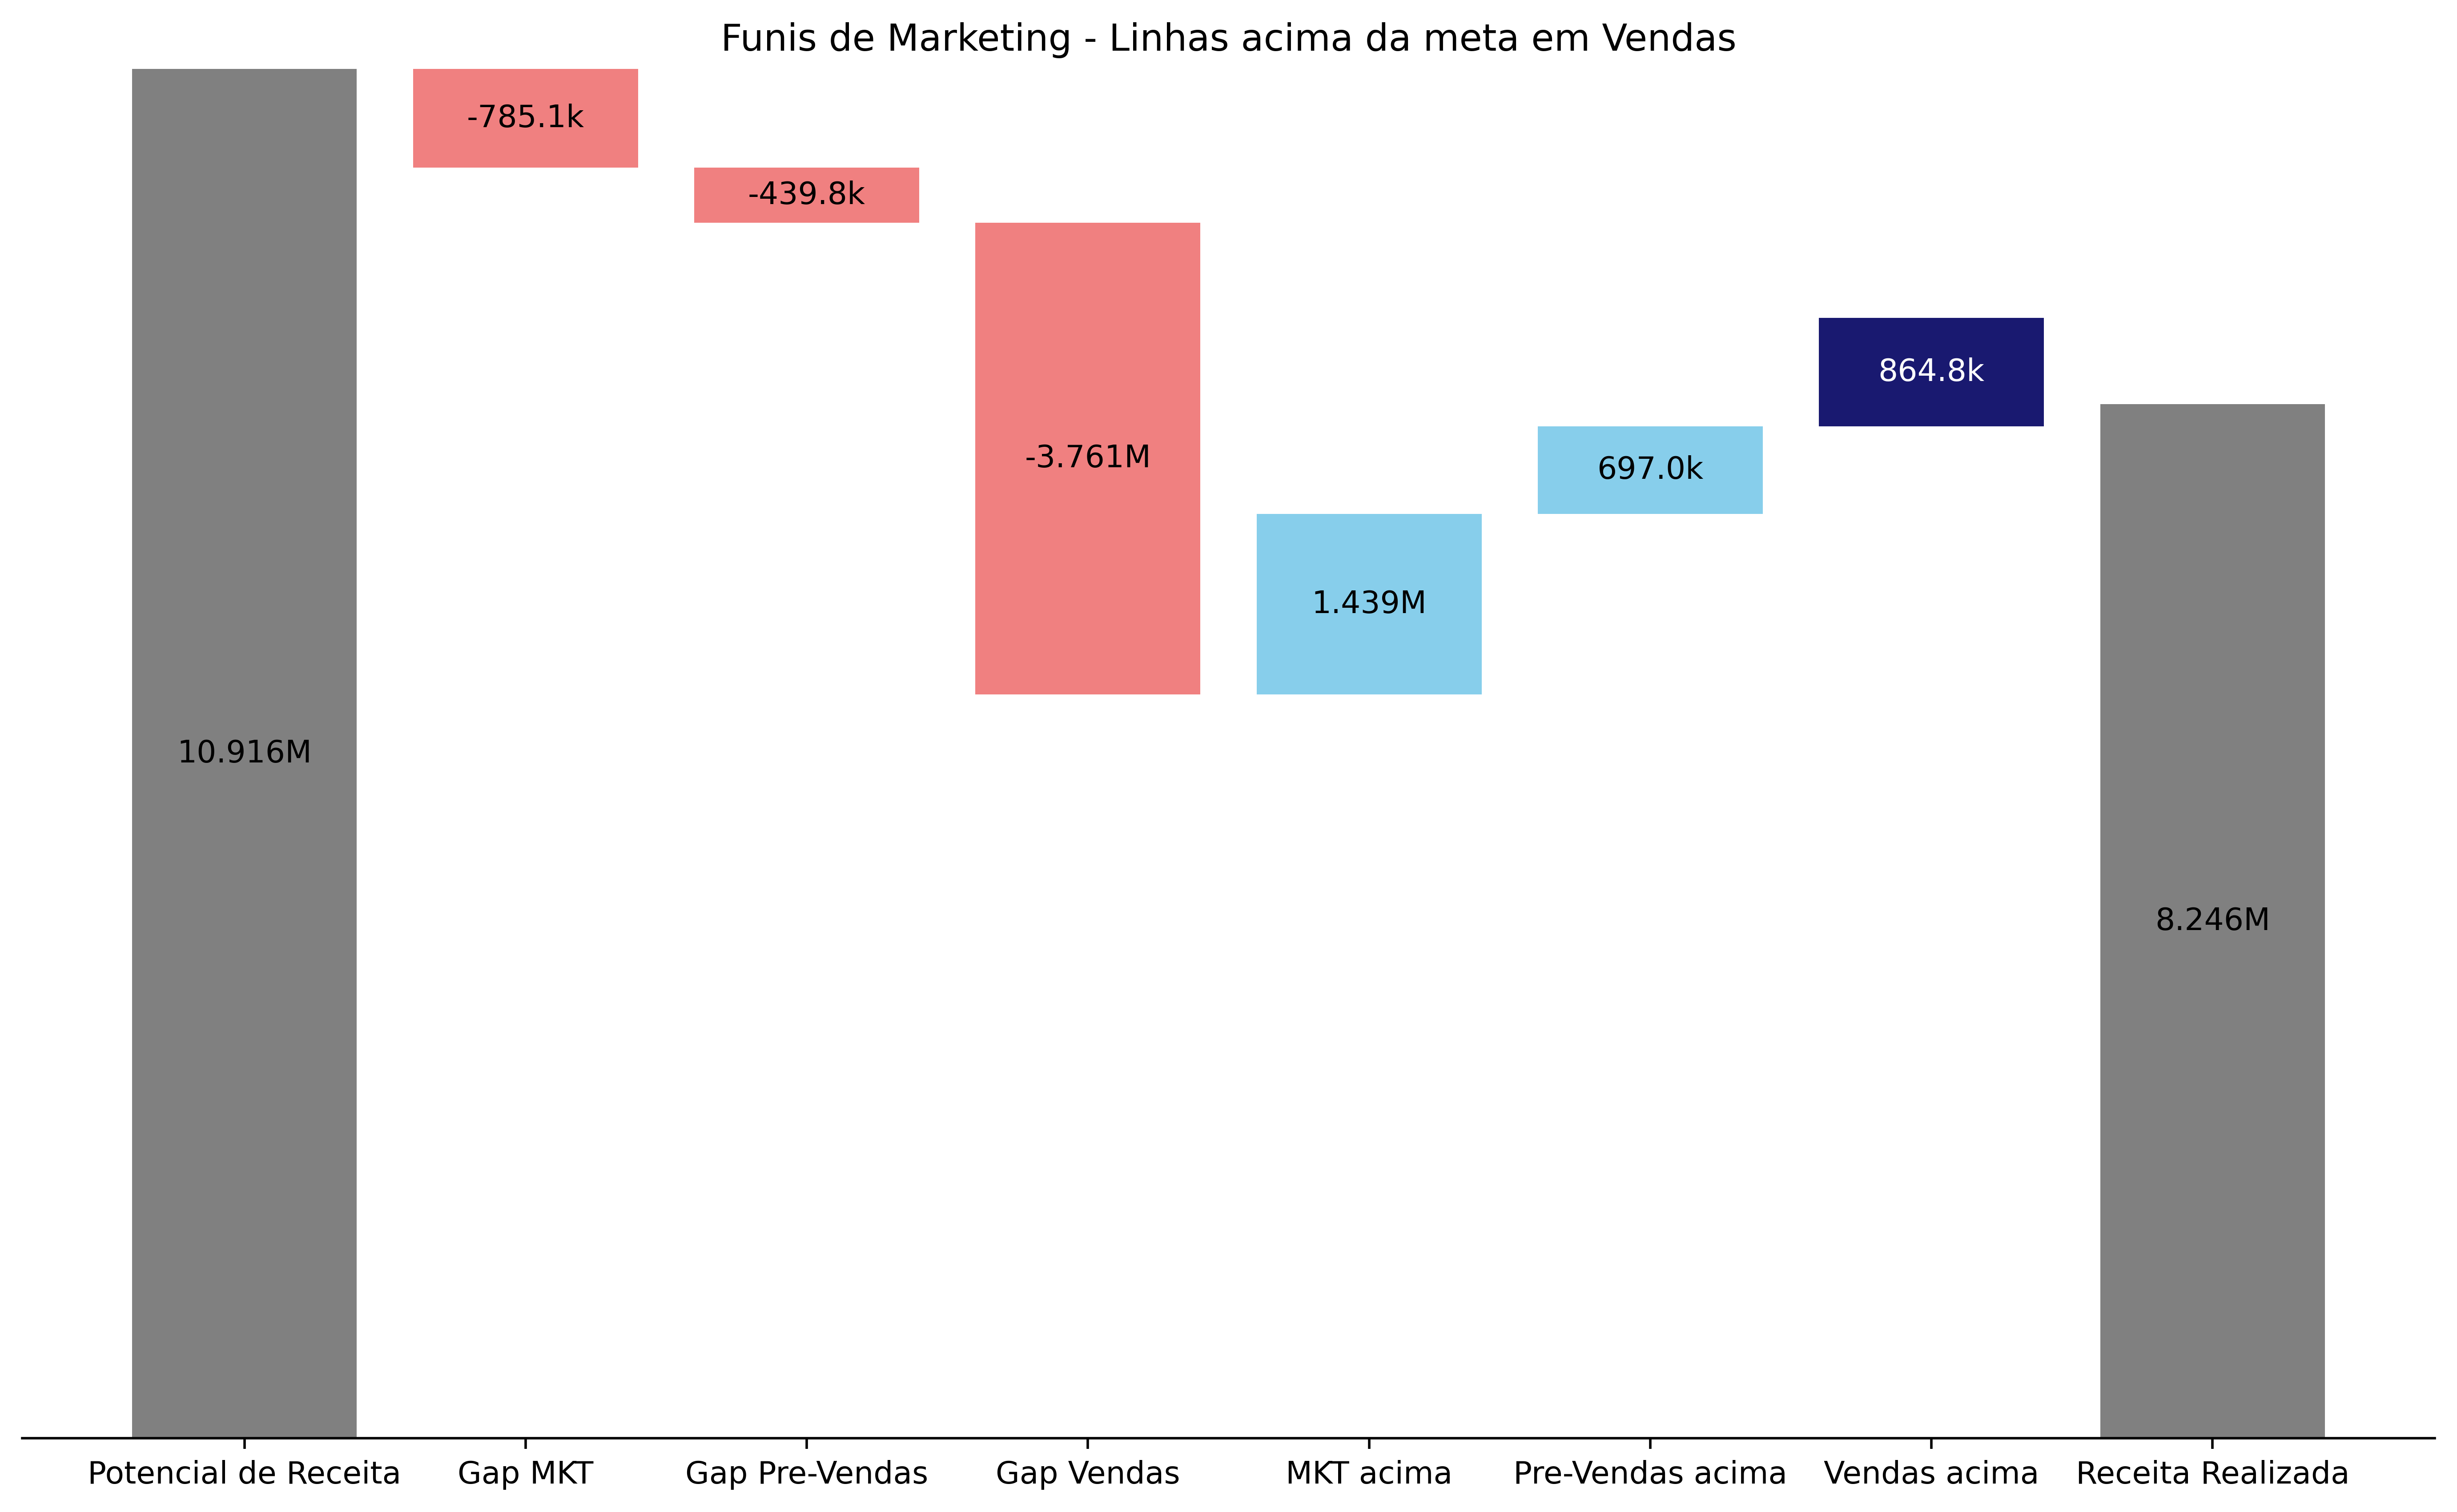 Funis de Marketing - Linhas acima da meta em Vendas
-785.1k
-439.8k
864.8k
-3.761M
697.0k
1.439M
10.916M
8.246M
Potencial de Receita Gap MKT Gap Pre-Vendas Gap Vendas MKT acima Pre-Vendas acima Vendas acima Receita Realizada